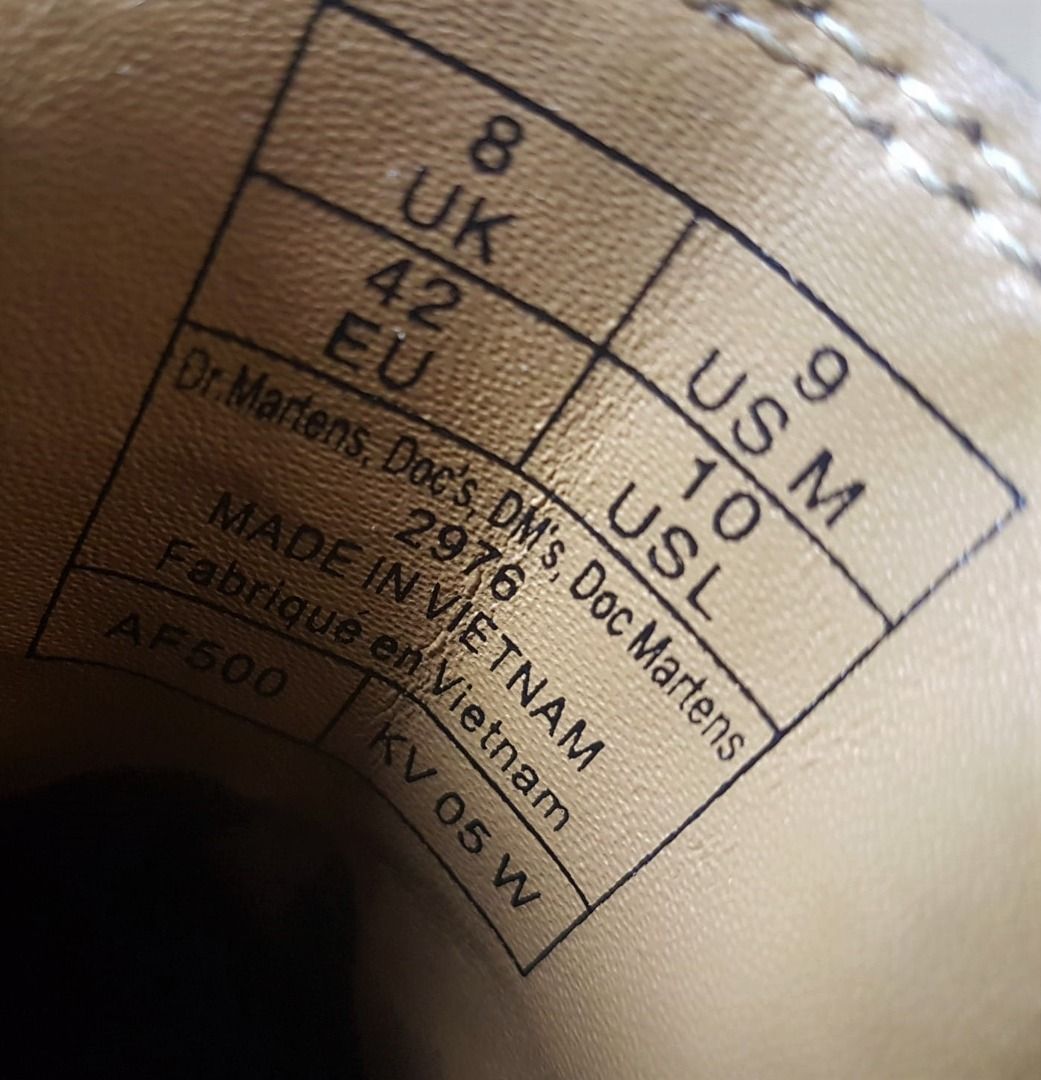 8
UK
9
US M
42
EU
10
US L
Dr.Martens, Doc's, DM's, Doc Martens
2976
MADE IN VIETNAM
Fabriqué en Vietnam
AF500
KV 05 W